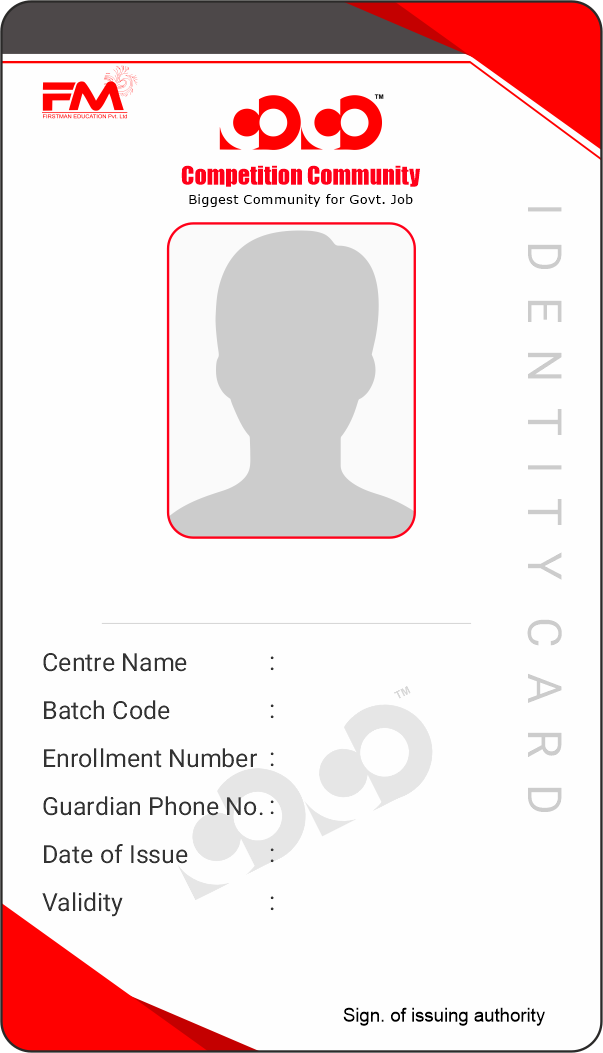 FM
FIRSTMAN EDUCATION Pvt. Ltd
TM
Competition Community
Biggest Community for Govt. Job
IDENTITY CARD
Centre Name :
Batch Code :
Enrollment Number :
Guardian Phone No. :
Date of Issue :
Validity :
TM
Sign. of issuing authority